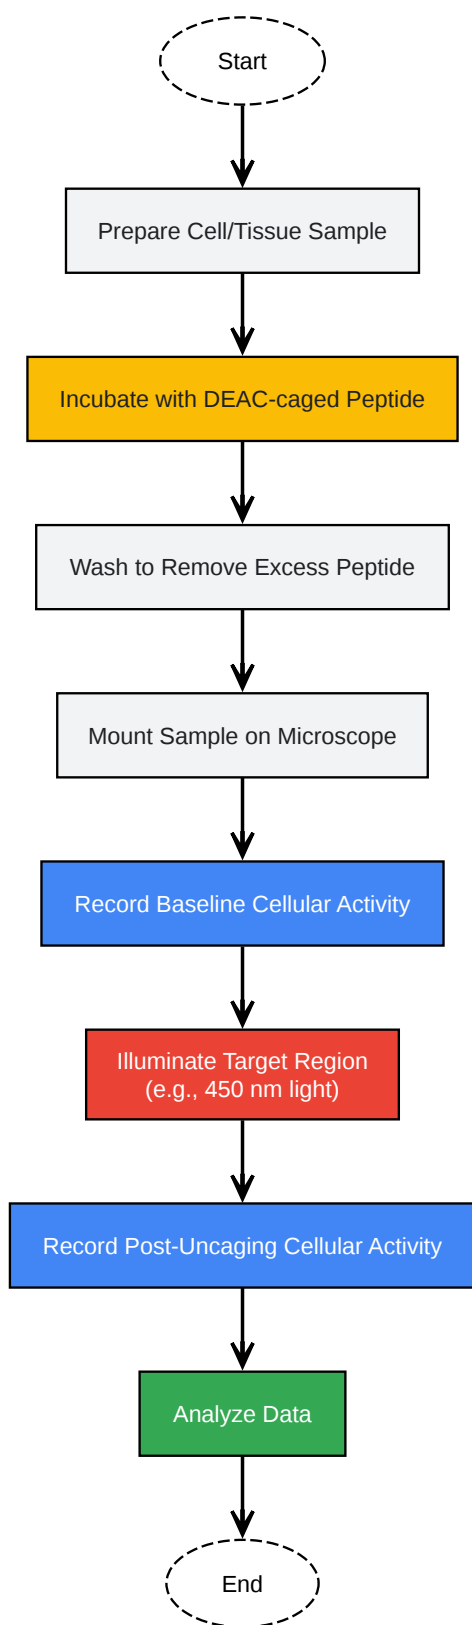 Start
Prepare Cell/Tissue Sample
Incubate with DEAC-caged Peptide
Wash to Remove Excess Peptide
Mount Sample on Microscope
Record Baseline Cellular Activity
Illuminate Target Region
(e.g., 450 nm light)
Record Post-Uncaging Cellular Activity
Analyze Data
End